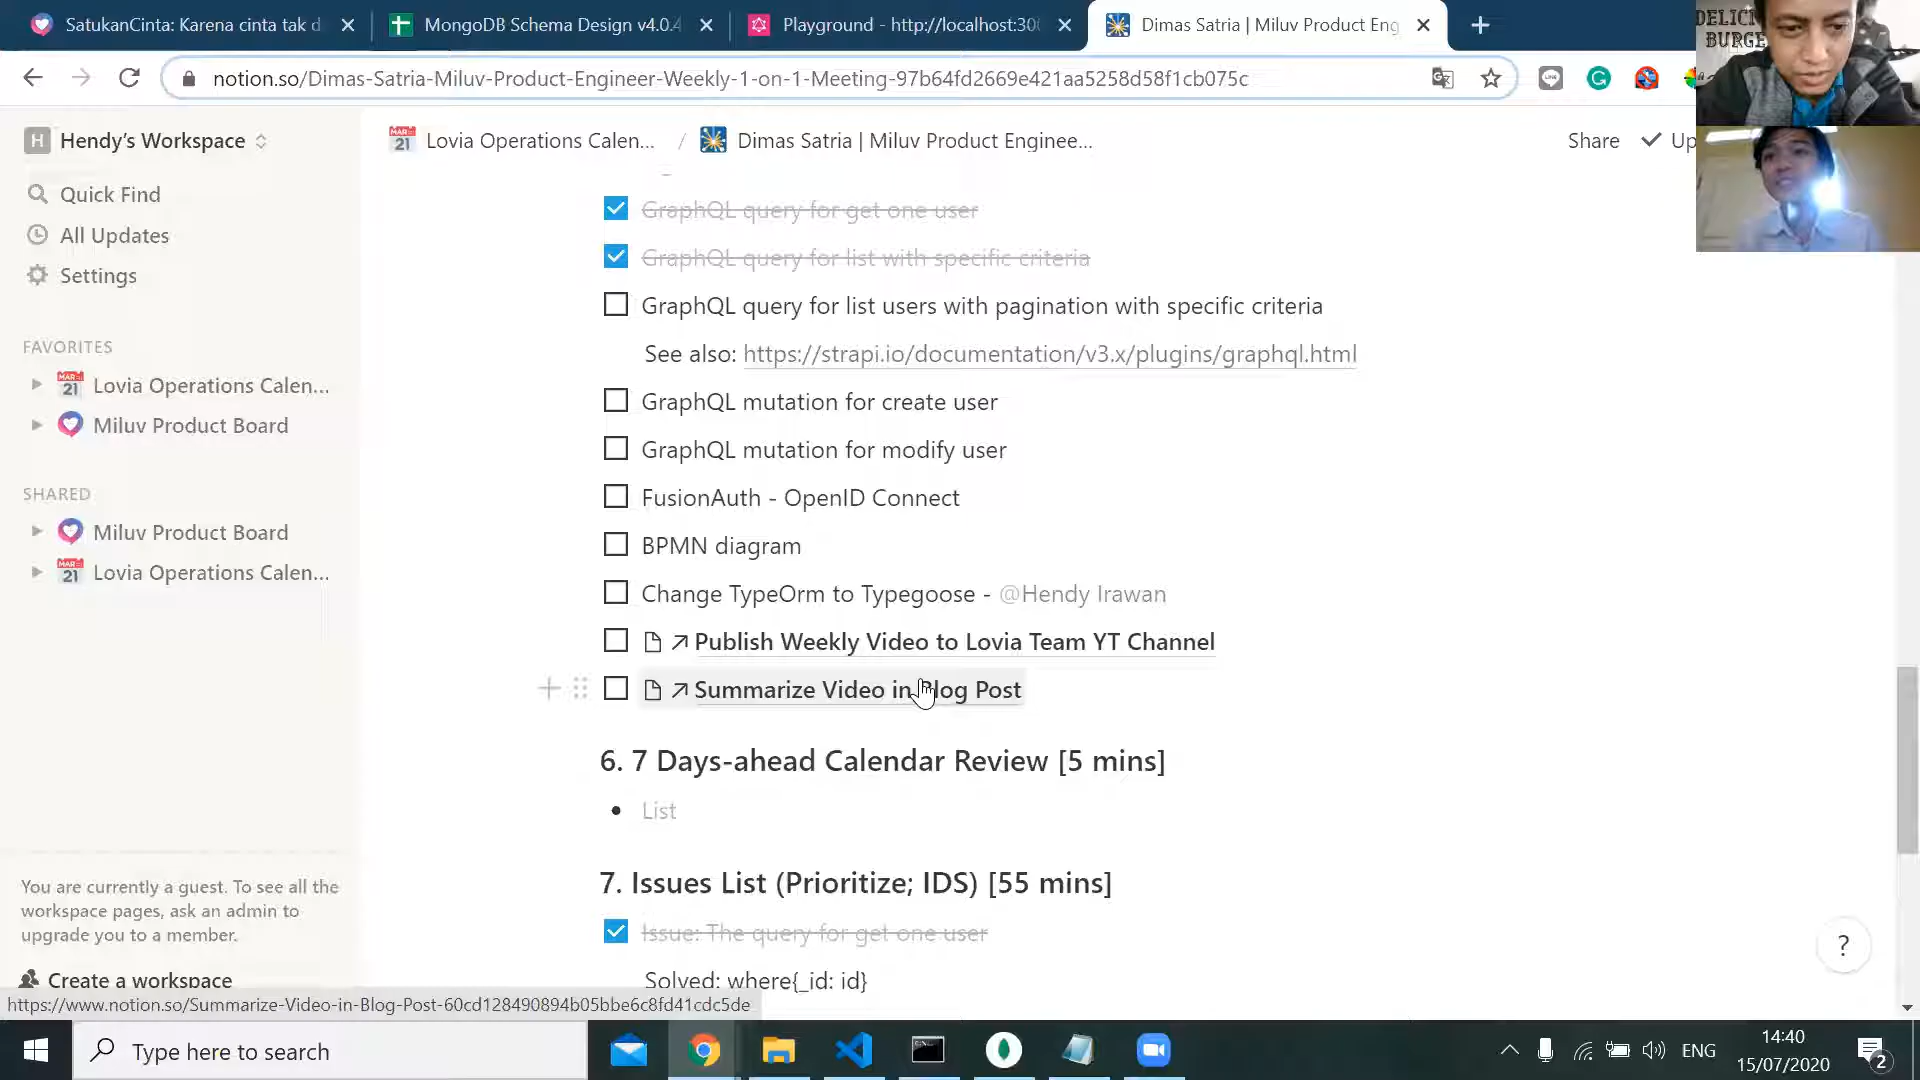 SatukanCinta: Karena cinta tak d
MongoDB Schema Design v4.0.4
Playground - http://localhost:300
Dimas Satria | Miluv Product Eng
notion.so/Dimas-Satria-Miluv-Product-Engineer-Weekly-1-on-1-Meeting-97b64fd2669e421aa5258d58f1cb075c
BURGE
H Hendy's Workspace
Lovia Operations Calen... / Dimas Satria | Miluv Product Enginee...
Share
Quick Find
All Updates
Settings
FAVORITES
Lovia Operations Calen...
Miluv Product Board
SHARED
Miluv Product Board
Lovia Operations Calen...
You are currently a guest. To see all the
workspace pages, ask an admin to
upgrade you to a member.
Create a workspace
GraphQL query for get one user
GraphQL query for list with specific criteria
GraphQL query for list users with pagination with specific criteria
See also: https://strapi.io/documentation/v3.x/plugins/graphql.html
GraphQL mutation for create user
GraphQL mutation for modify user
FusionAuth - OpenID Connect
BPMN diagram
Change TypeOrm to Typegoose - @Hendy Irawan
Publish Weekly Video to Lovia Team YT Channel
Summarize Video in Blog Post
6. 7 Days-ahead Calendar Review [5 mins]
List
7. Issues List (Prioritize; IDS) [55 mins]
Issue: The query for get one user
Solved: where{_id: id}
?
https://www.notion.so/Summarize-Video-in-Blog-Post-60cd128490894b05bbe6c8fd41cdc5de
Type here to search
ENG
14:40
15/07/2020
2